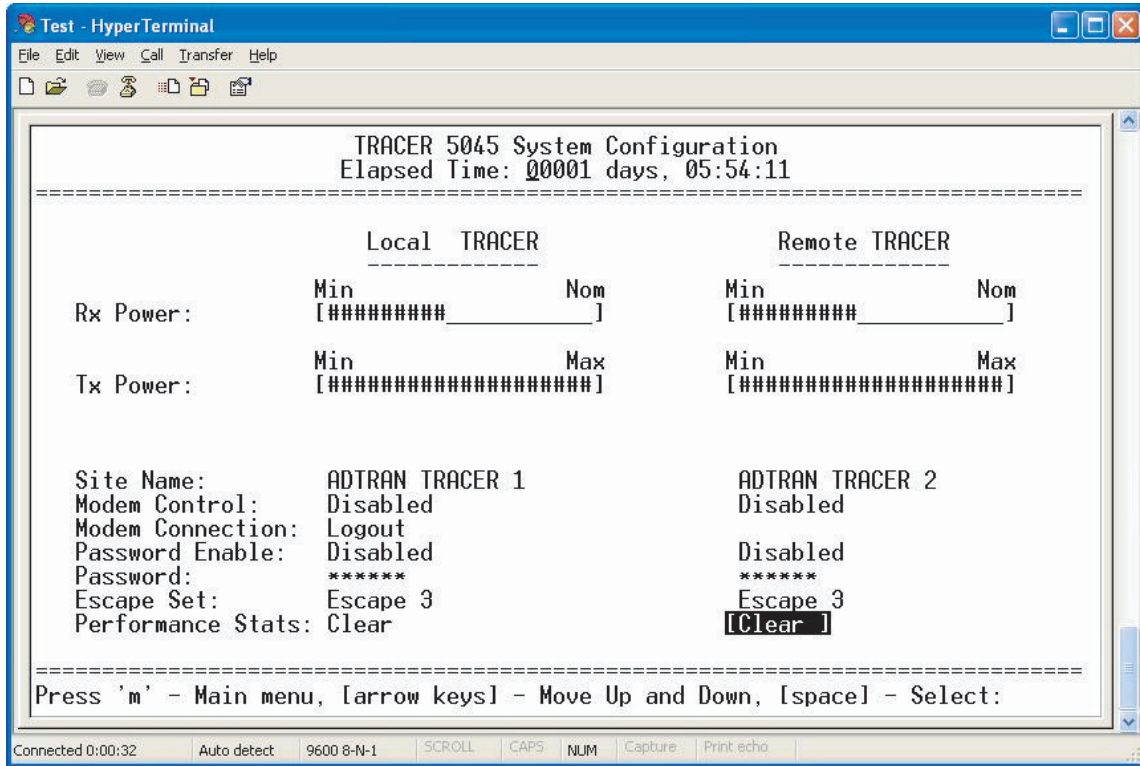 Test - HyperTerminal
File Edit View Call Transfer Help
TRACER 5045 System Configuration
Elapsed Time: 00001 days, 05:54:11
==============================================================================
Local TRACER Remote TRACER
------------- -------------
Min Nom Min Nom
Rx Power: [#########___________] [#########___________]
Min Max Min Max
Tx Power: [####################] [####################]
Site Name: ADTRAN TRACER 1 ADTRAN TRACER 2
Modem Control: Disabled Disabled
Modem Connection: Logout
Password Enable: Disabled Disabled
Password: ****** ******
Escape Set: Escape 3 Escape 3
Performance Stats: Clear [Clear ]
==============================================================================
Press 'm' - Main menu, [arrow keys] - Move Up and Down, [space] - Select:
Connected 0:00:32 Auto detect 9600 8-N-1 SCROLL CAPS NUM Capture Print echo